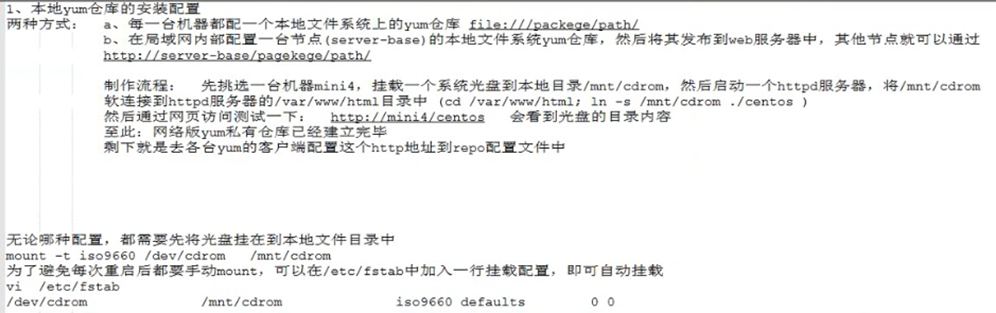 1、本地yum仓库的安装配置
两种方式： a、每一台机器都配一个本地文件系统上的yum仓库 file:///packege/path/
b、在局域网内部配置一台节点(server-base)的本地文件系统yum仓库，然后将其发布到web服务器中，其他节点就可以通过
http://server-base/pagekege/path/
制作流程： 先挑选一台机器mini4，挂载一个系统光盘到本地目录/mnt/cdrom，然后启动一个httpd服务器，将/mnt/cdrom
软连接到httpd服务器的/var/www/html目录中 (cd /var/www/html; ln -s /mnt/cdrom ./centos )
然后通过网页访问测试一下： http://mini4/centos 会看到光盘的目录内容
至此：网络版yum私有仓库已经建立完毕
剩下就是去各台yum的客户端配置这个http地址到repo配置文件中
无论哪种配置，都需要先将光盘挂在到本地文件目录中
mount -t iso9660 /dev/cdrom /mnt/cdrom
为了避免每次重启后都要手动mount，可以在/etc/fstab中加入一行挂载配置，即可自动挂载
vi /etc/fstab
/dev/cdrom /mnt/cdrom iso9660 defaults 0 0